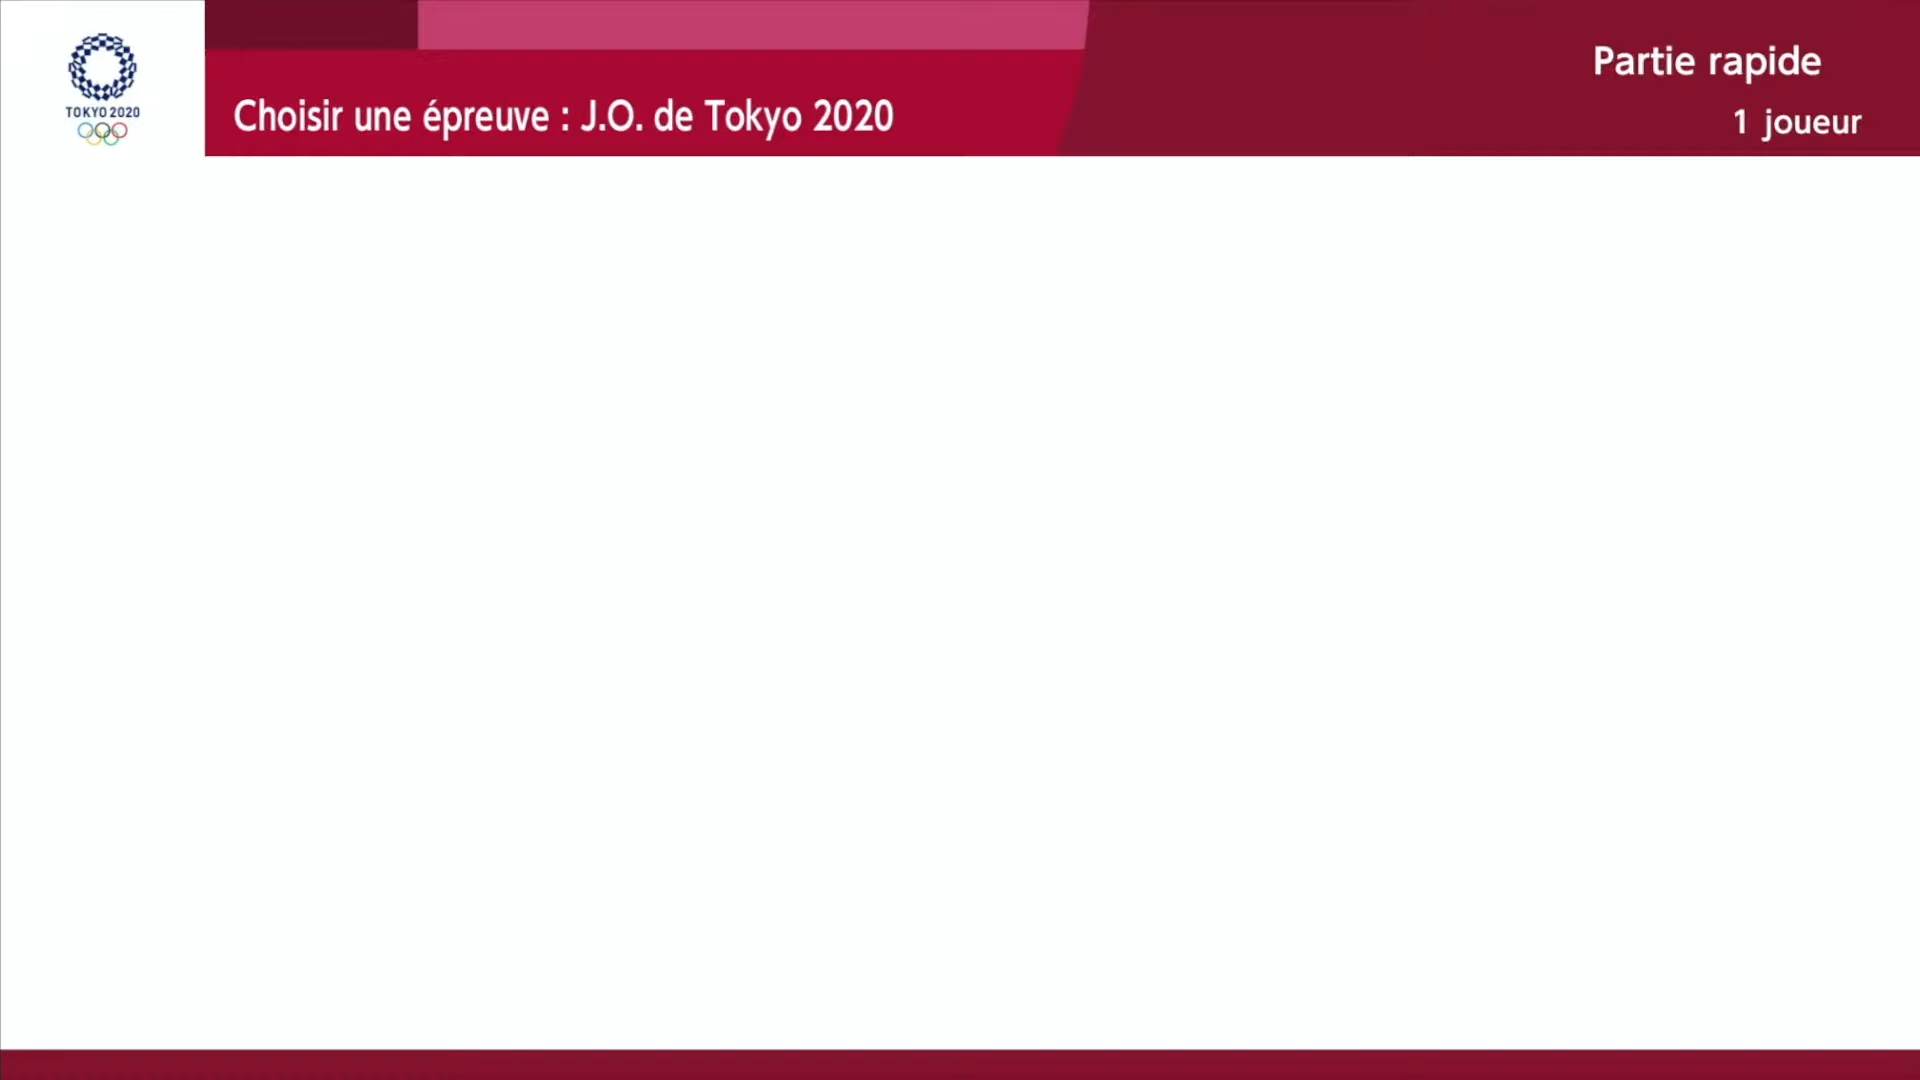 TOKYO 2020
Choisir une épreuve : J.O. de Tokyo 2020
Partie rapide
1 joueur